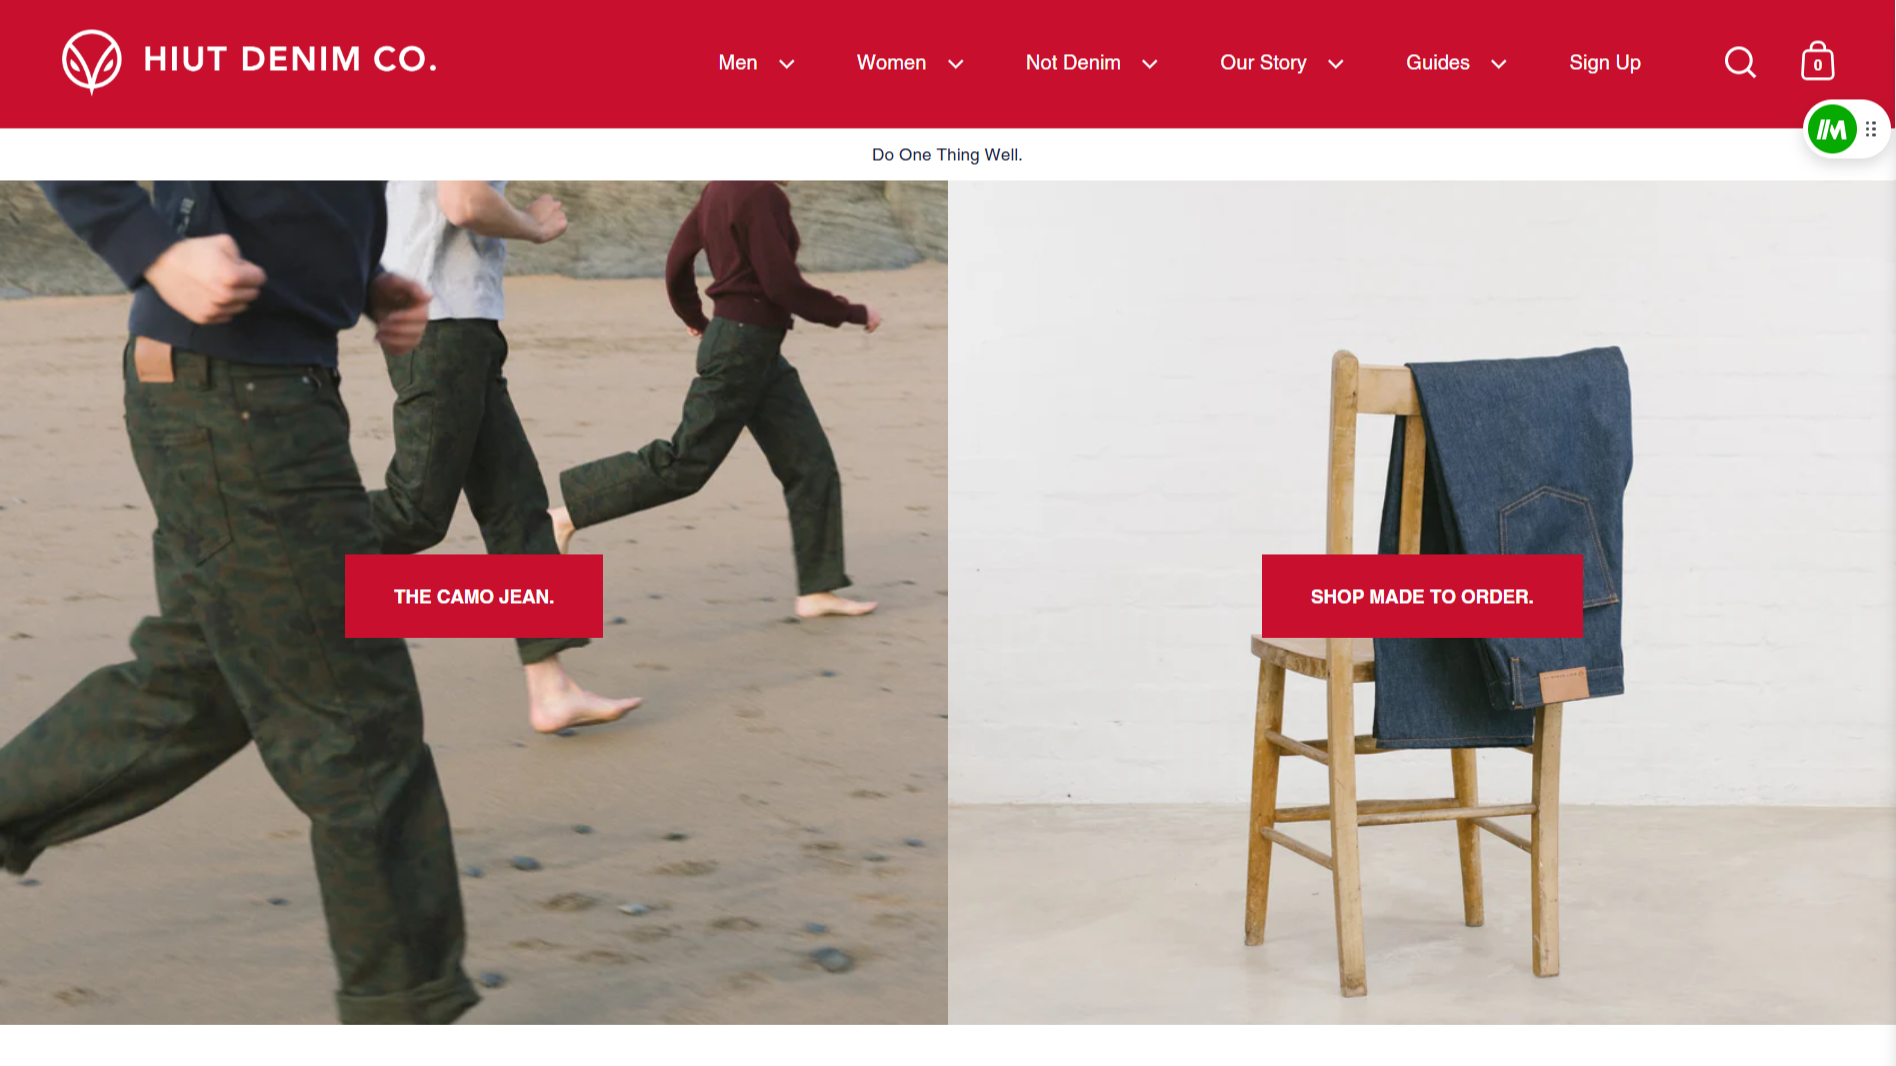 HIUT DENIM CO.
Men
Women
Not Denim
Our Story
Guides
Sign Up
0
Do One Thing Well.
THE CAMO JEAN.
SHOP MADE TO ORDER.